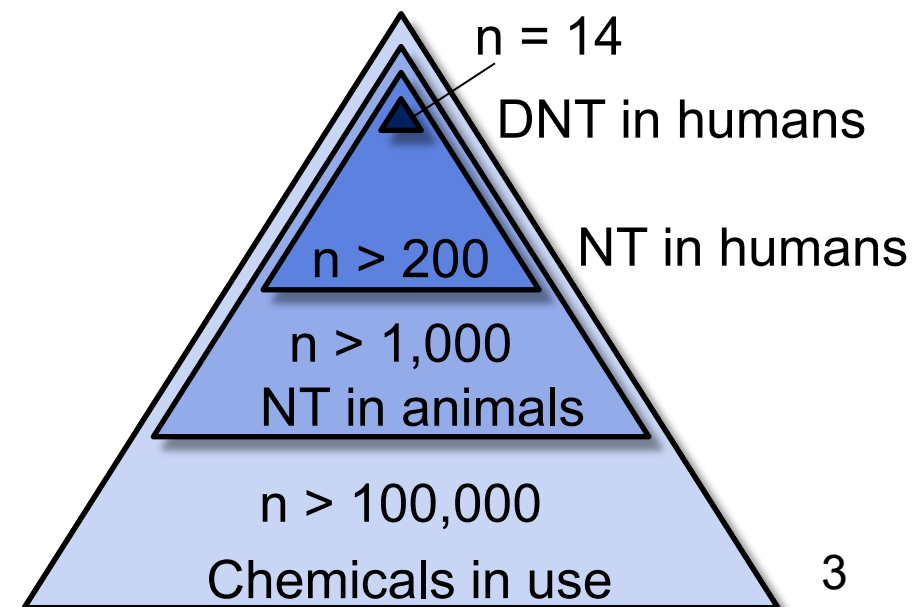 n = 14
DNT in humans
NT in humans
n > 200
n > 1,000
NT in animals
n > 100,000
Chemicals in use
3